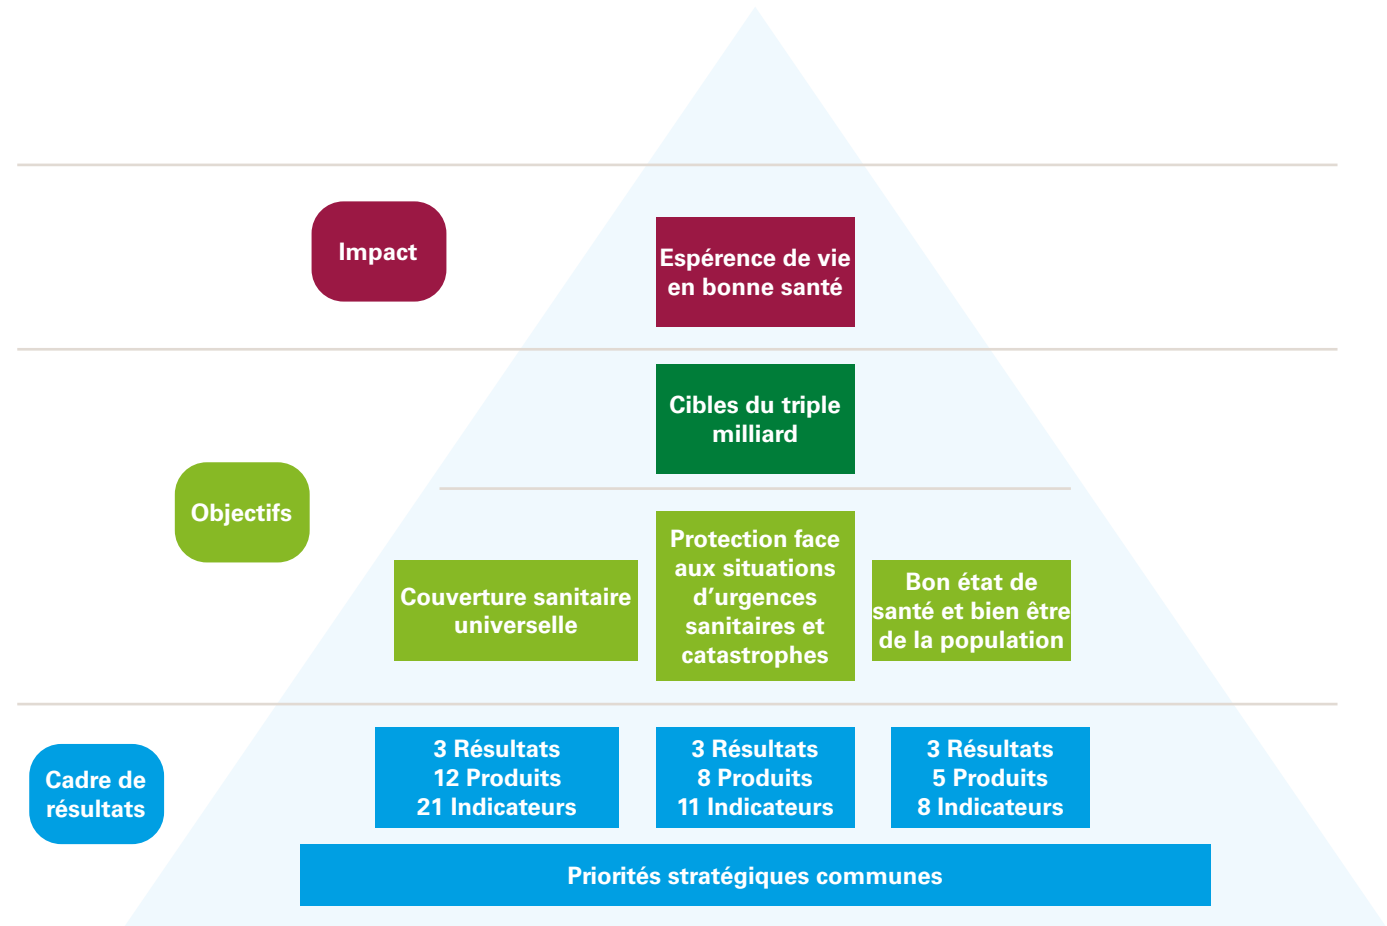 Impact
Espérence de vie
en bonne santé
Cibles du triple
milliard
Objectifs
Couverture sanitaire
universelle
Protection face
aux situations
d’urgences
sanitaires et
catastrophes
Bon état de
santé et bien être
de la population
Cadre de
résultats
3 Résultats
12 Produits
21 Indicateurs
3 Résultats
8 Produits
11 Indicateurs
3 Résultats
5 Produits
8 Indicateurs
Priorités stratégiques communes